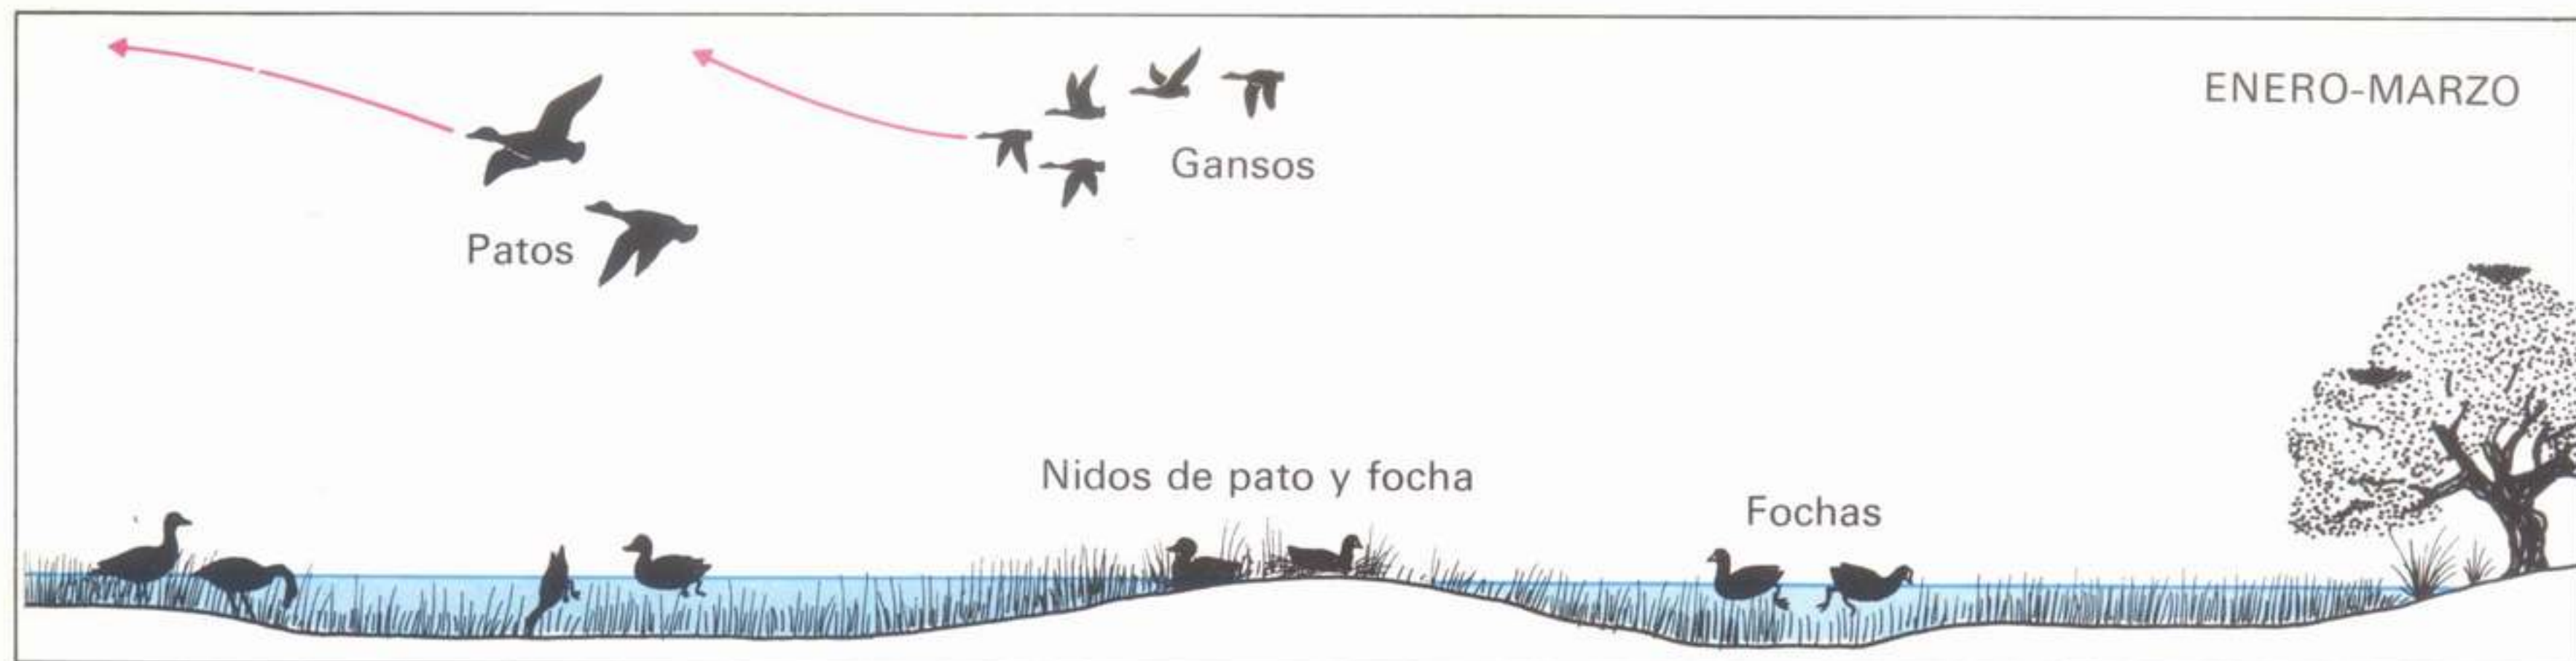 ENERO-MARZO
Gansos
Patos
Nidos de pato y focha
Fochas